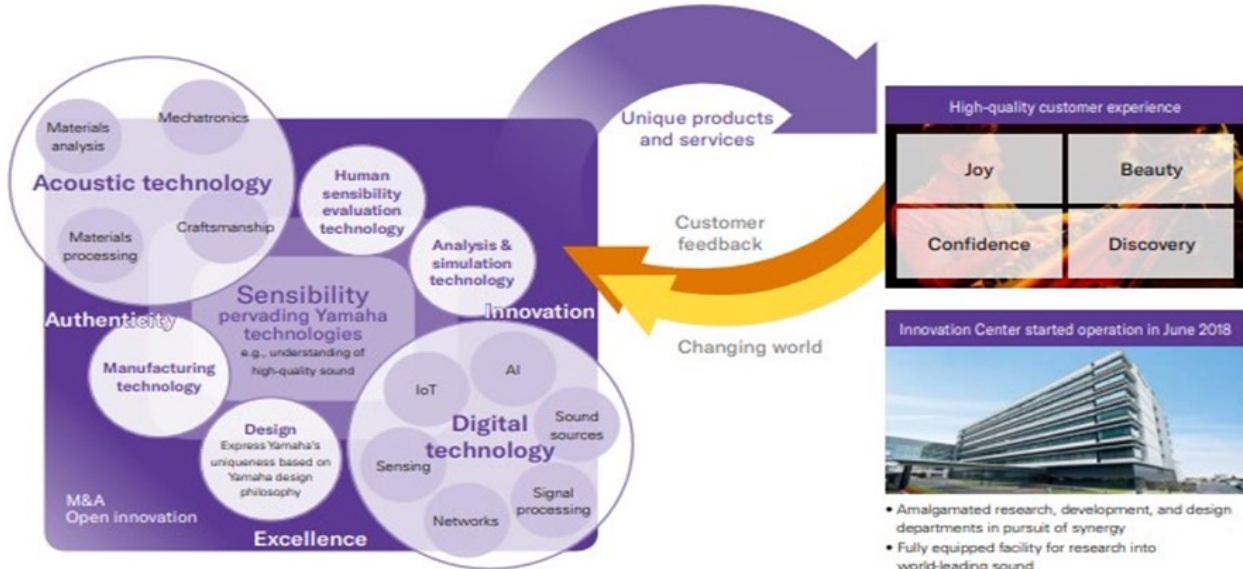 Materials
analysis
Mechatronics
Acoustic technology
Materials
processing
Craftsmanship
Human
sensibility
evaluation
technology
Analysis &
simulation
technology
Sensibility
pervading Yamaha
technologies
e.g., understanding of
high-quality sound
Authenticity
Innovation
Manufacturing
technology
Design
Express Yamaha's
uniqueness based on
Yamaha design
philosophy
IoT
AI
Digital
technology
Sound
sources
Sensing
Networks
Signal
processing
M&A
Open innovation
Excellence
Unique products
and services
Customer
feedback
Changing world
High-quality customer experience
Joy
Beauty
Confidence
Discovery
Innovation Center started operation in June 2018
• Amalgamated research, development, and design
departments in pursuit of synergy
• Fully equipped facility for research into
world-leading sound